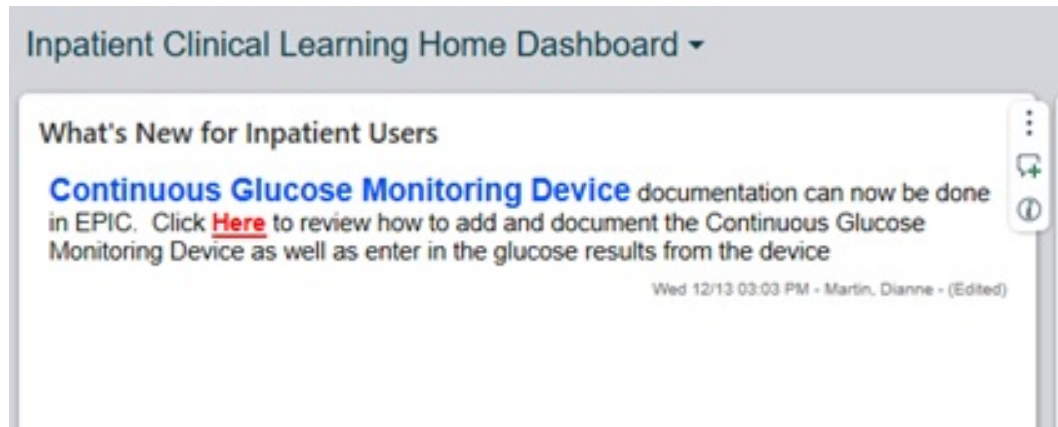 Inpatient Clinical Learning Home Dashboard
What's New for Inpatient Users
Continuous Glucose Monitoring Device documentation can now be done
in EPIC.  Click Here to review how to add and document the Continuous Glucose
Monitoring Device as well as enter in the glucose results from the device
Wed 12/13 03:03 PM - Martin, Dianne - (Edited)